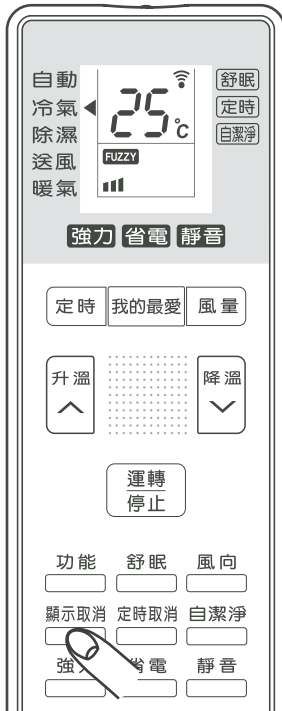 自動
冷氣
除濕
送風
暖氣
25°C
FUZZY
舒眠
定時
自潔淨
強力 省電 靜音
定時 我的最愛 風量
升溫 降溫
運轉
停止
功能 舒眠 風向
顯示取消 定時取消 自潔淨
強力 省電 靜音